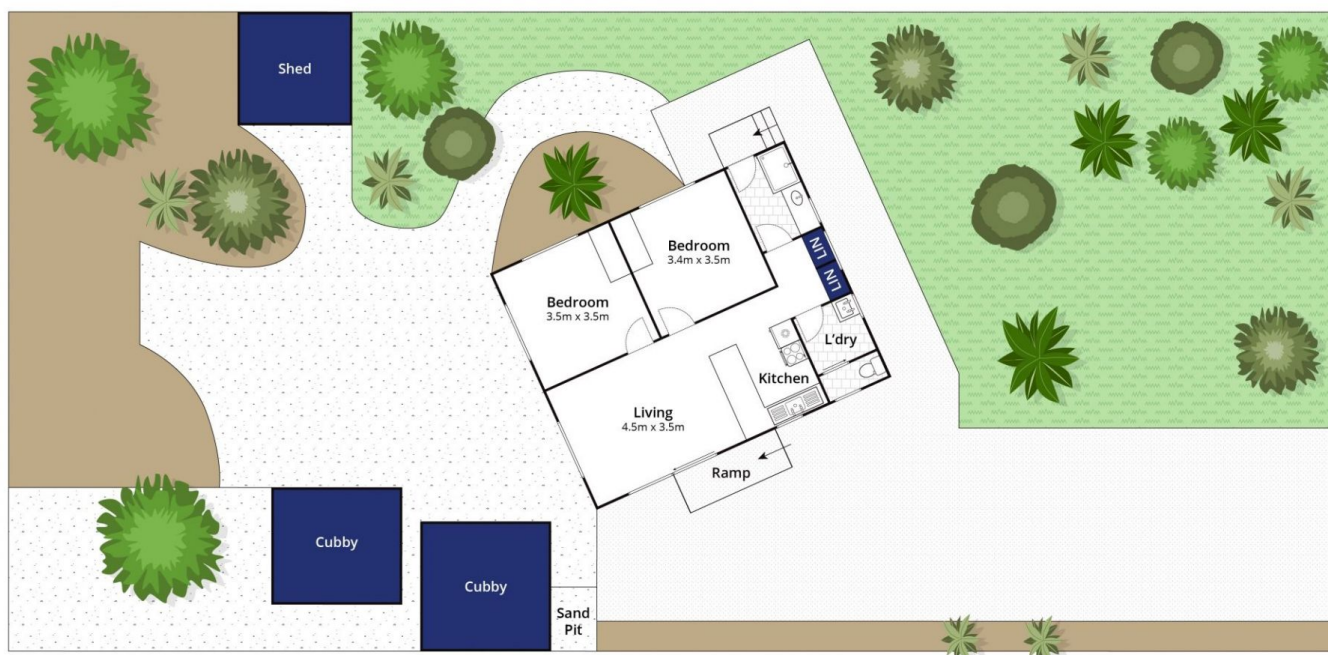 Shed
Bedroom
3.4m x 3.5m
LIN
LIN
Bedroom
3.5m x 3.5m
L'dry
Kitchen
Living
4.5m x 3.5m
Ramp
Cubby
Cubby
Sand
Pit